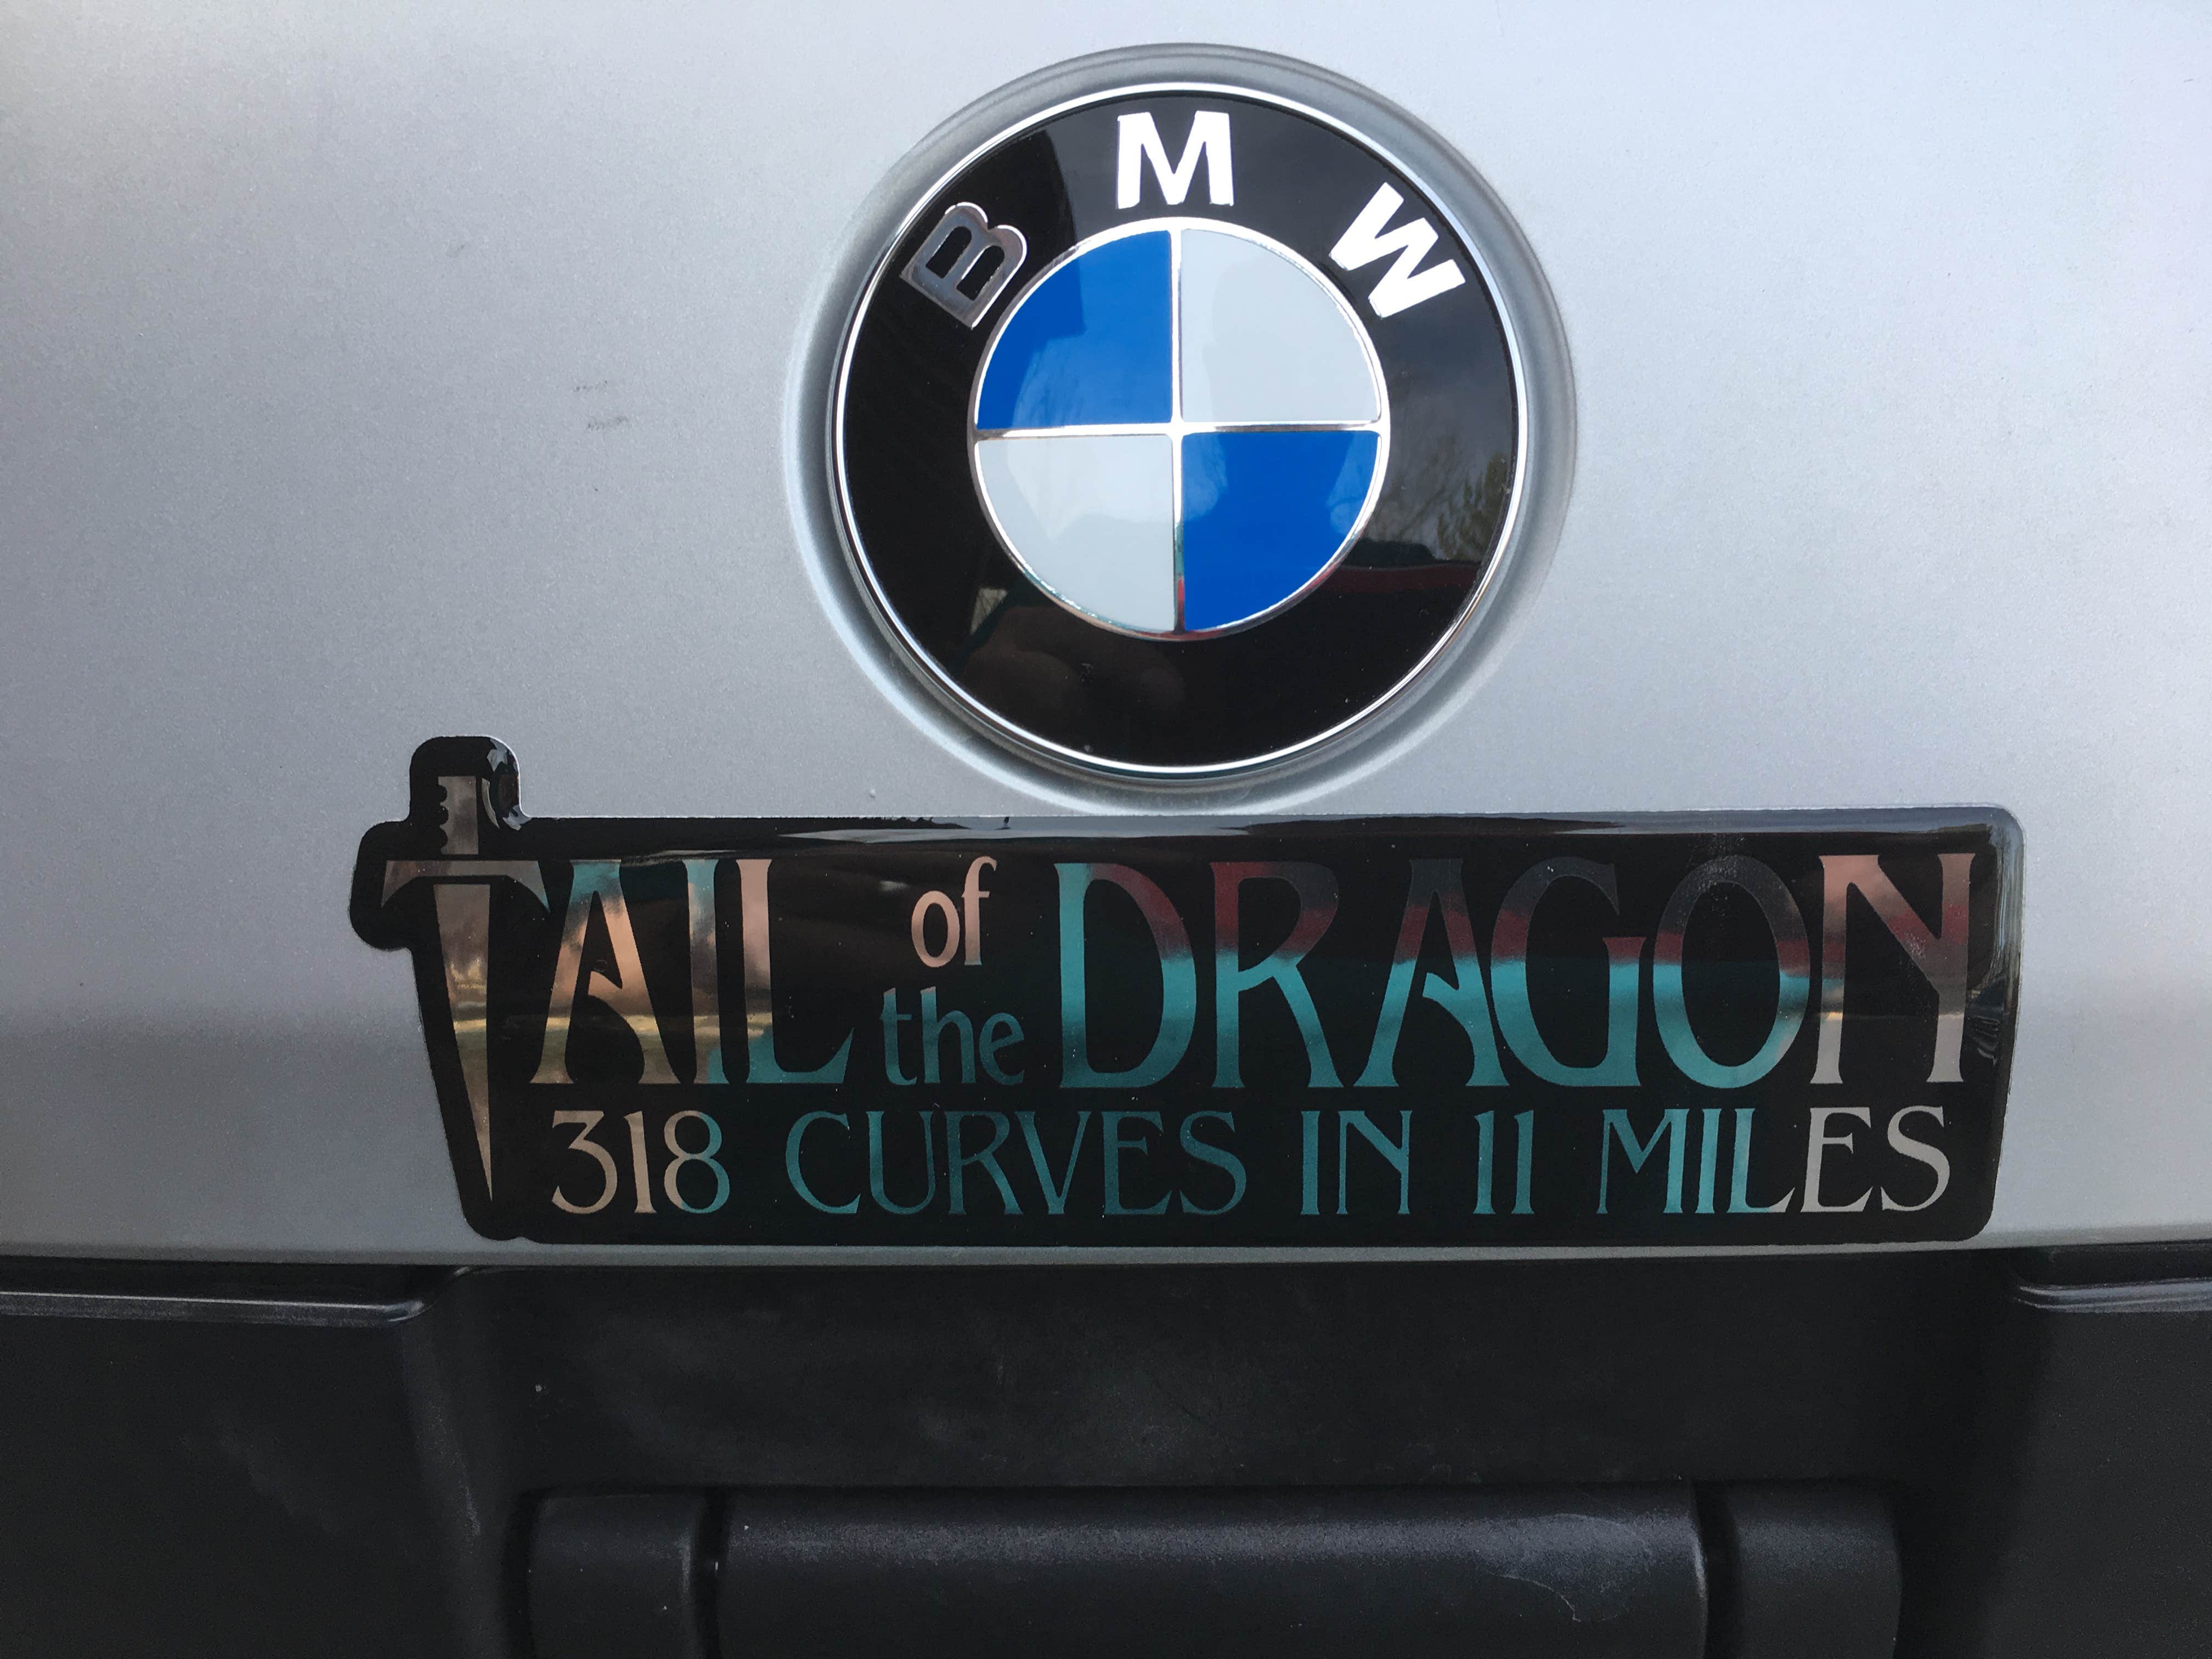 BMW
TAIL of the DRAGON
318 CURVES IN 11 MILES